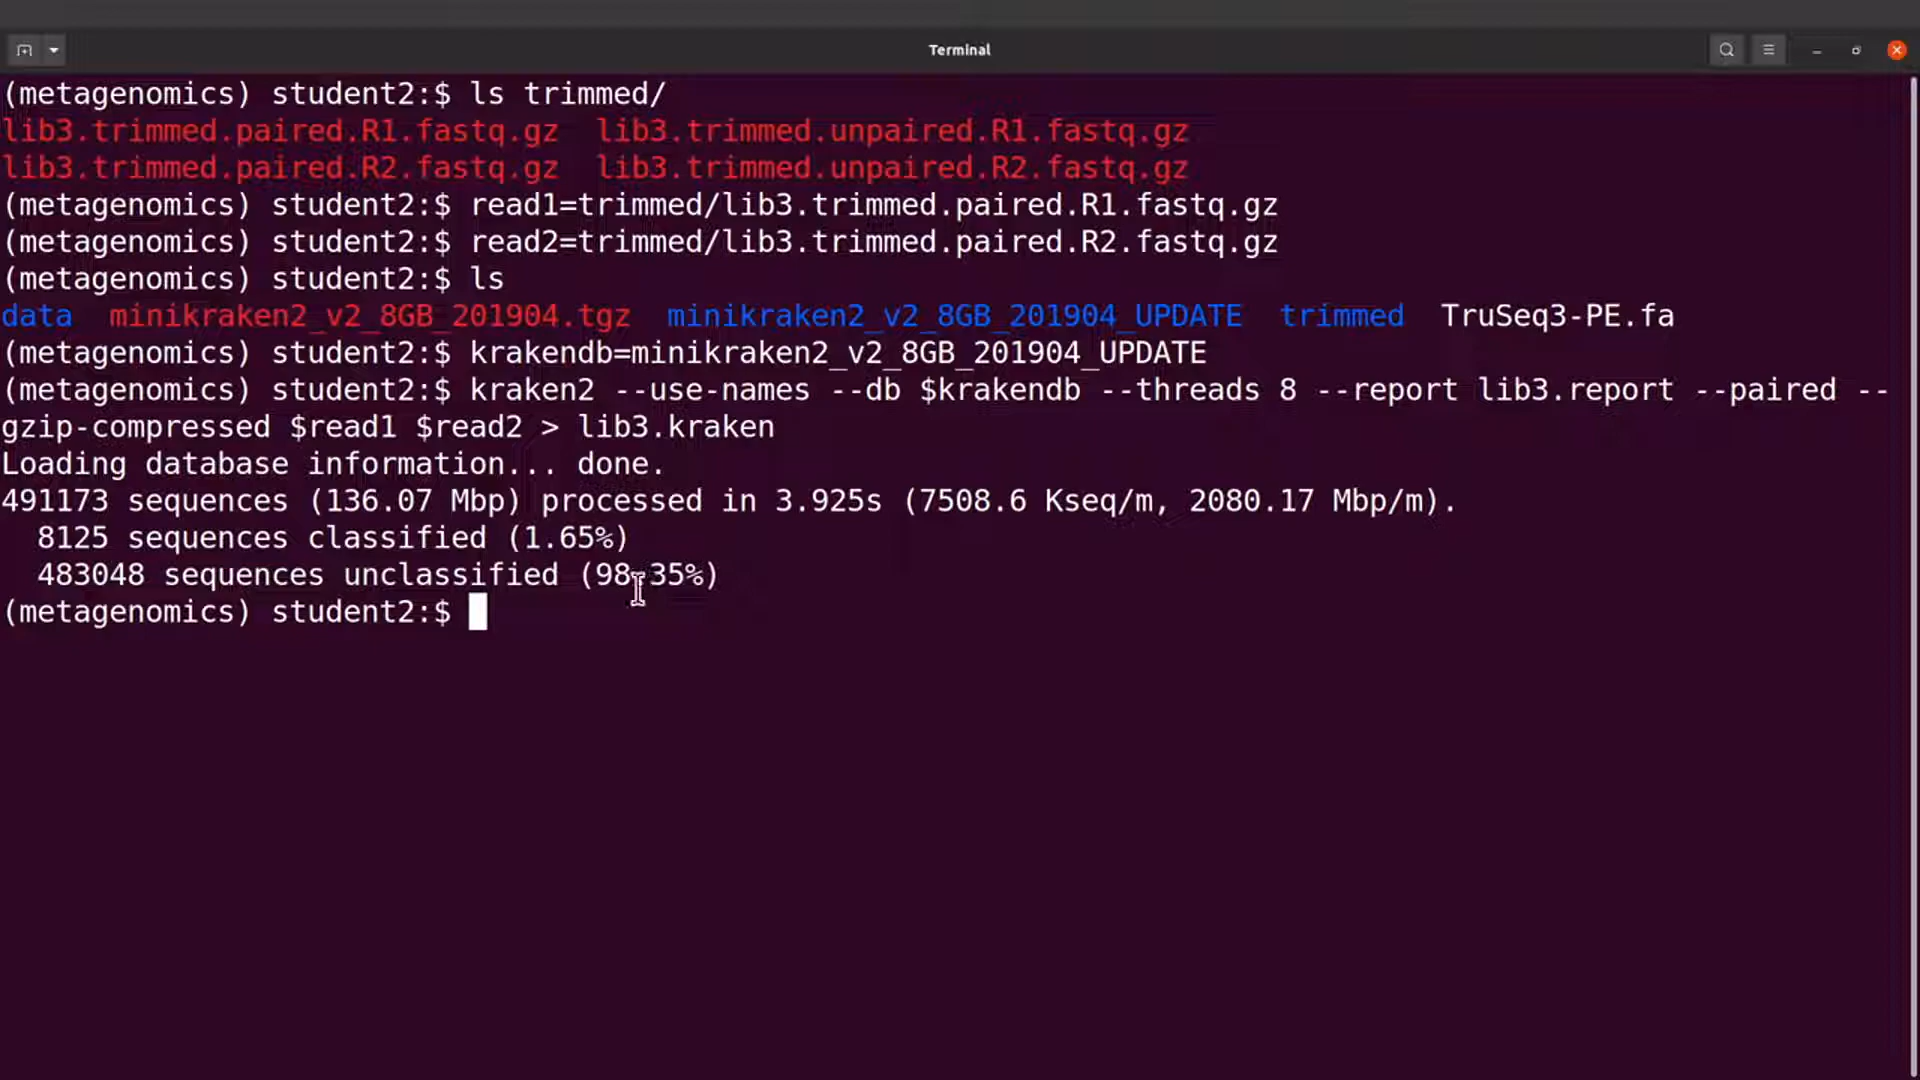 Terminal
(metagenomics) student2:$ ls trimmed/
lib3.trimmed.paired.R1.fastq.gz  lib3.trimmed.unpaired.R1.fastq.gz
lib3.trimmed.paired.R2.fastq.gz  lib3.trimmed.unpaired.R2.fastq.gz
(metagenomics) student2:$ read1=trimmed/lib3.trimmed.paired.R1.fastq.gz
(metagenomics) student2:$ read2=trimmed/lib3.trimmed.paired.R2.fastq.gz
(metagenomics) student2:$ ls
data  minikraken2_v2_8GB_201904.tgz  minikraken2_v2_8GB_201904_UPDATE  trimmed  TruSeq3-PE.fa
(metagenomics) student2:$ krakendb=minikraken2_v2_8GB_201904_UPDATE
(metagenomics) student2:$ kraken2 --use-names --db $krakendb --threads 8 --report lib3.report --paired --
gzip-compressed $read1 $read2 > lib3.kraken
Loading database information... done.
491173 sequences (136.07 Mbp) processed in 3.925s (7508.6 Kseq/m, 2080.17 Mbp/m).
  8125 sequences classified (1.65%)
  483048 sequences unclassified (98.35%)
(metagenomics) student2:$